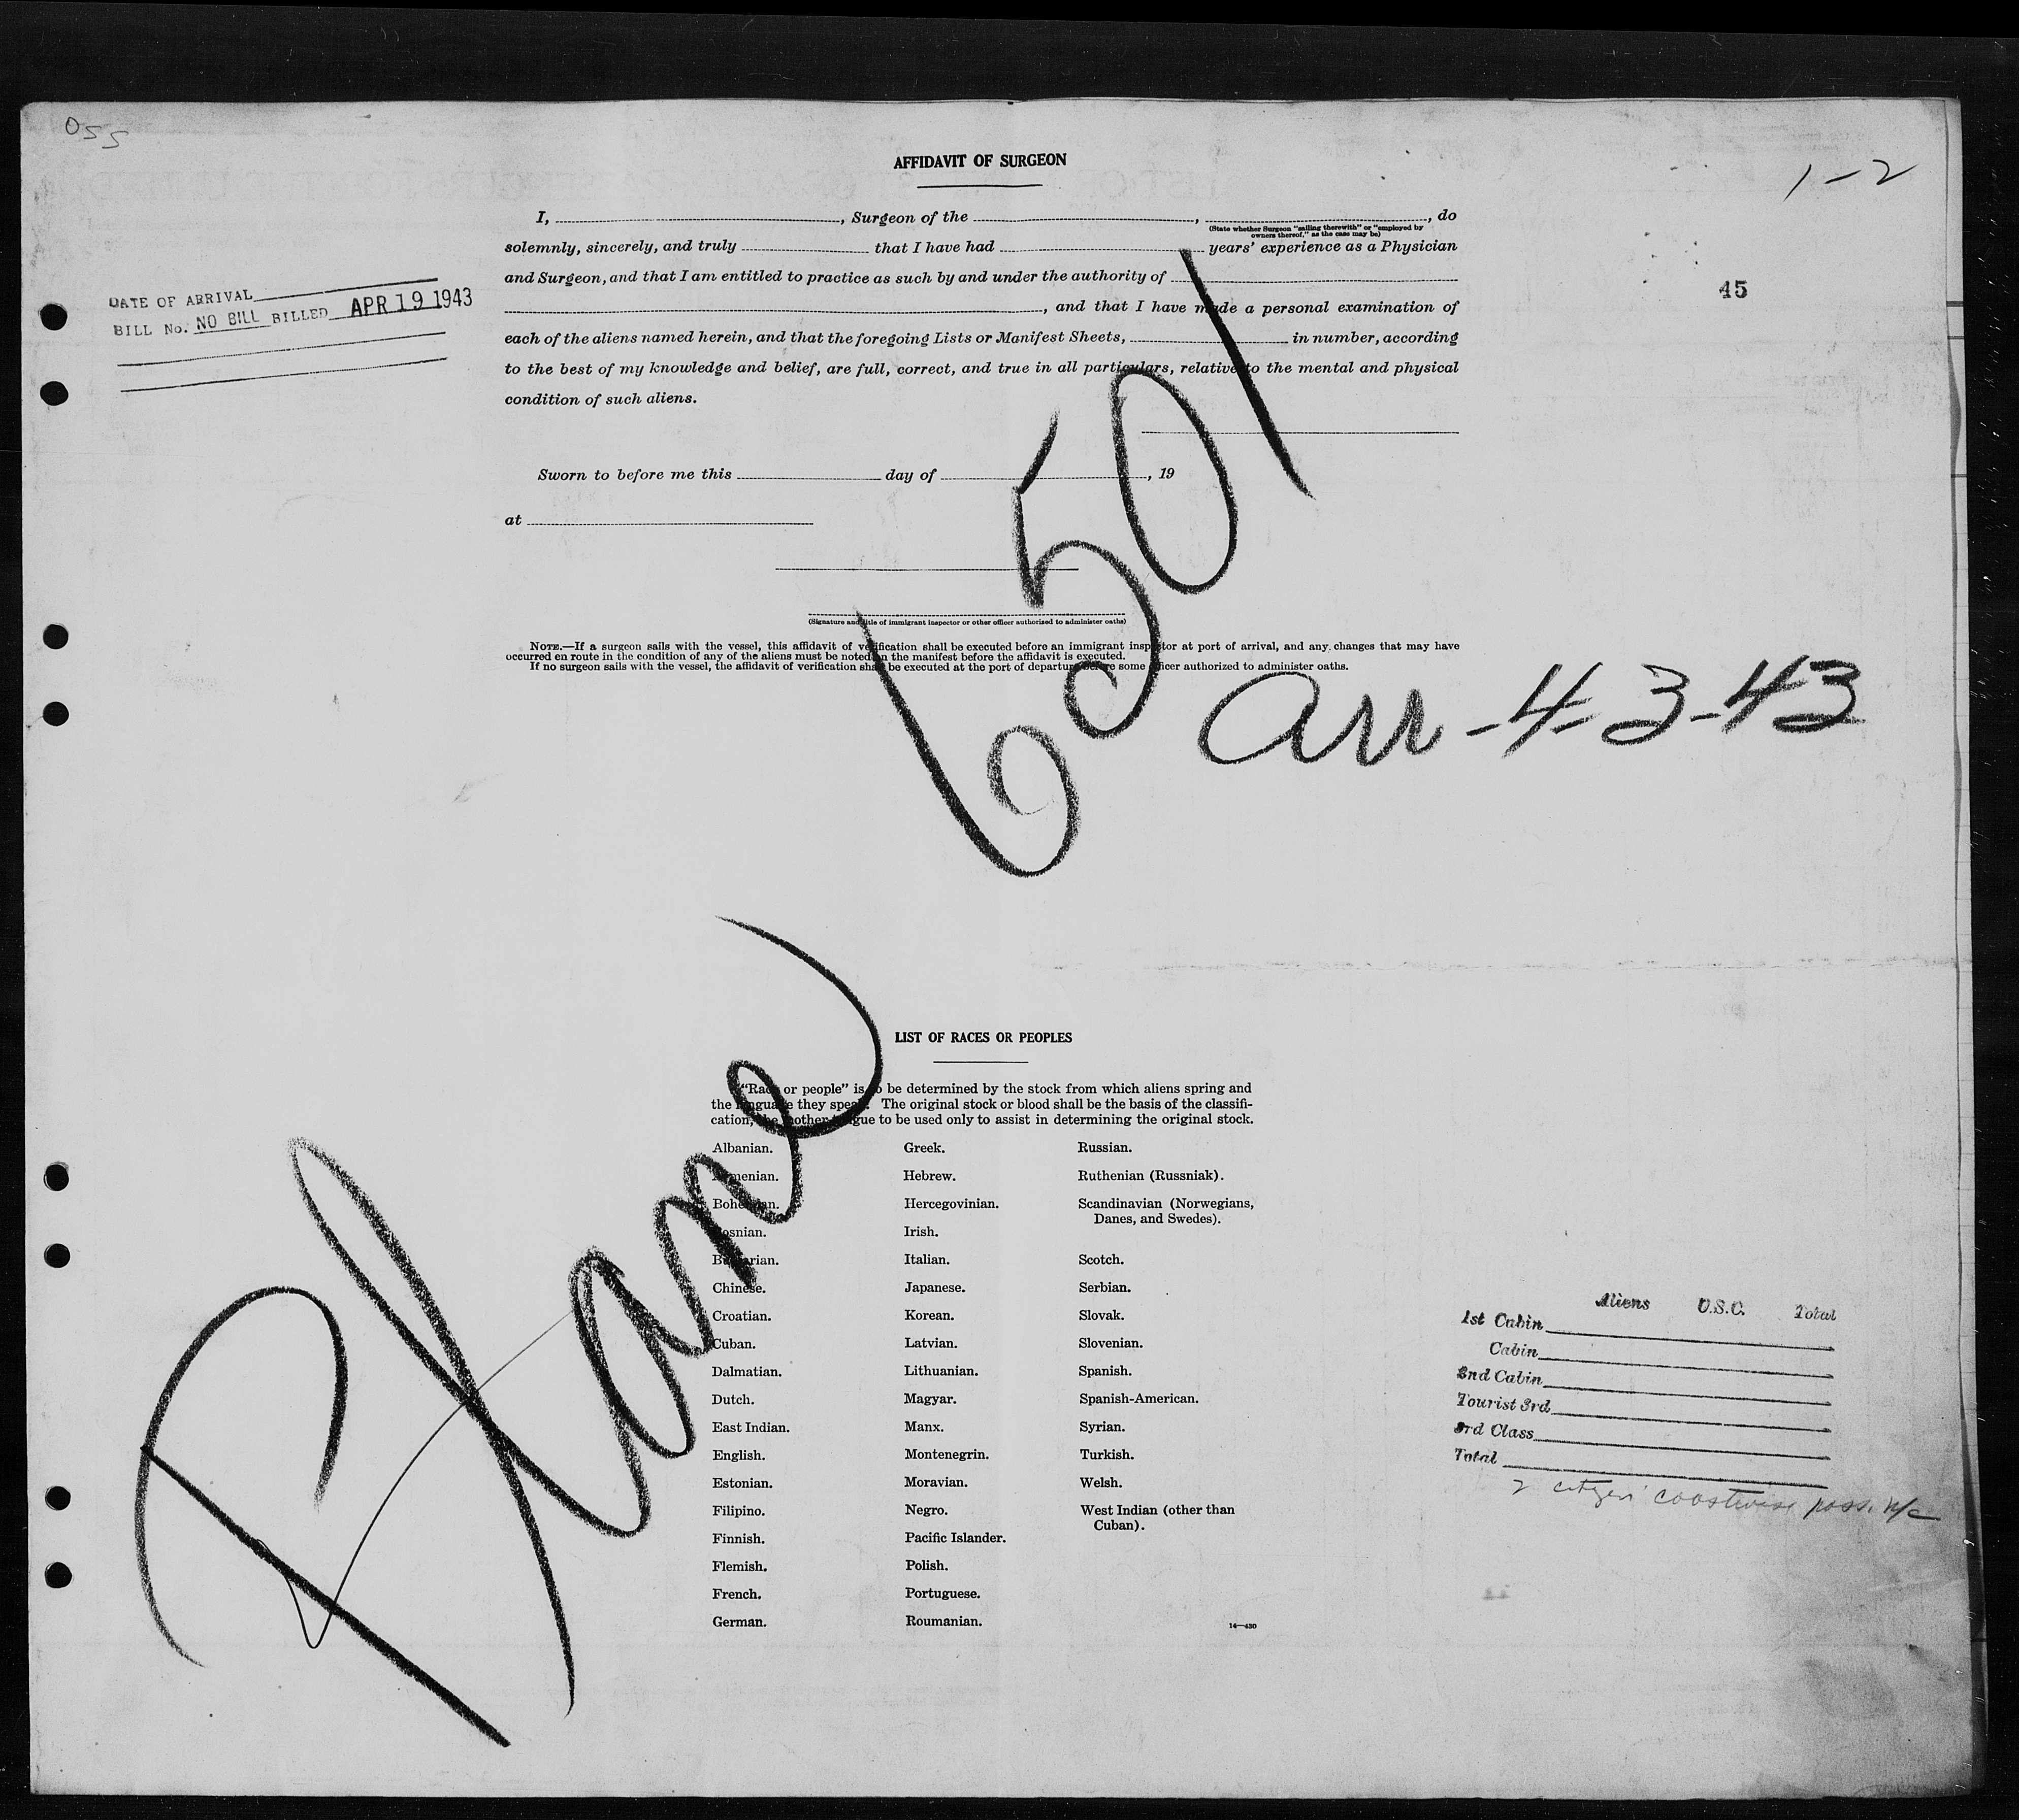 055
1-2
AFFIDAVIT OF SURGEON
I, , Surgeon of the , , do
(State whether Surgeon "sailing therewith" or "employed by
owners thereof," as the case may be)
solemnly, sincerely, and truly that I have had years' experience as a Physician
and Surgeon, and that I am entitled to practice as such by and under the authority of
, and that I have made a personal examination of
each of the aliens named herein, and that the foregoing Lists or Manifest Sheets, in number, according
to the best of my knowledge and belief, are full, correct, and true in all particulars, relative to the mental and physical
condition of such aliens.
DATE OF ARRIVAL
BILL No. NO BILL BILLED APR 19 1943
45
Sworn to before me this day of , 19
at
(Signature and title of immigrant inspector or other officer authorized to administer oaths)
NOTE.—If a surgeon sails with the vessel, this affidavit of verification shall be executed before an immigrant inspector at port of arrival, and any changes that may have
occurred en route in the condition of any of the aliens must be noted on the manifest before the affidavit is executed.
If no surgeon sails with the vessel, the affidavit of verification shall be executed at the port of departure before some officer authorized to administer oaths.
Plane 6501
arr-4-3-43
LIST OF RACES OR PEOPLES
"Race or people" is to be determined by the stock from which aliens spring and
the language they speak. The original stock or blood shall be the basis of the classifi-
cation, the mother tongue to be used only to assist in determining the original stock.
Albanian.
Armenian.
Bohemian.
Bosnian.
Bulgarian.
Chinese.
Croatian.
Cuban.
Dalmatian.
Dutch.
East Indian.
English.
Estonian.
Filipino.
Finnish.
Flemish.
French.
German.
Greek.
Hebrew.
Hercegovinian.
Irish.
Italian.
Japanese.
Korean.
Latvian.
Lithuanian.
Magyar.
Manx.
Montenegrin.
Moravian.
Negro.
Pacific Islander.
Polish.
Portuguese.
Roumanian.
Russian.
Ruthenian (Russniak).
Scandinavian (Norwegians,
Danes, and Swedes).
Scotch.
Serbian.
Slovak.
Slovenian.
Spanish.
Spanish-American.
Syrian.
Turkish.
Welsh.
West Indian (other than
Cuban).
14—430
Aliens U.S.C. Total
1st Cabin
Cabin
2nd Cabin
Tourist 3rd
3rd Class
Total
2 citizen coastwise pass. N/C